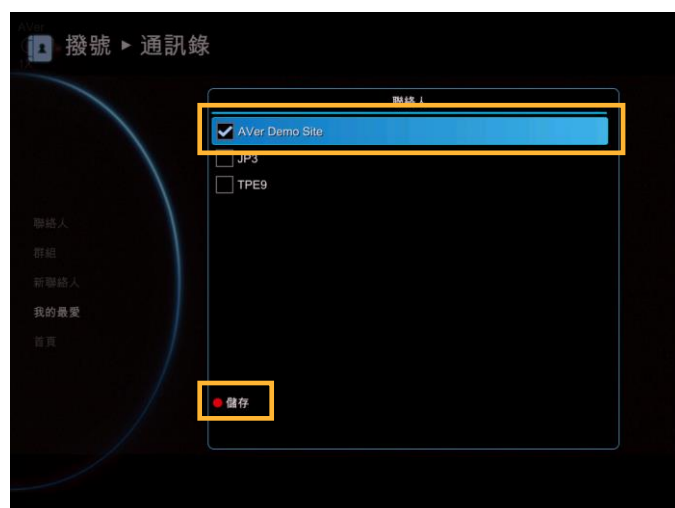 AVer
撥號 ▸ 通訊錄
聯絡人
AVer Demo Site
JP3
TPE9
聯絡人
群組
新聯絡人
我的最愛
首頁
儲存